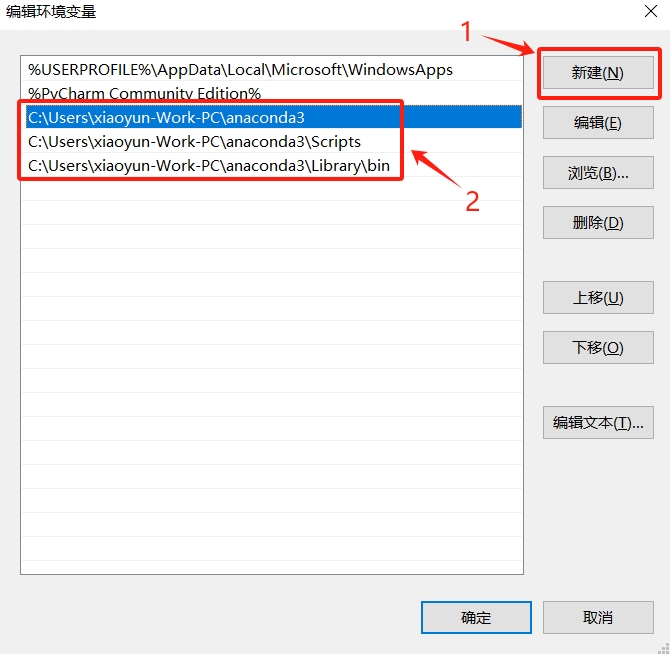 编辑环境变量
1
%USERPROFILE%\AppData\Local\Microsoft\WindowsApps
新建(N)
%PyCharm Community Edition%
C:\Users\xiaoyun-Work-PC\anaconda3
编辑(E)
C:\Users\xiaoyun-Work-PC\anaconda3\Scripts
C:\Users\xiaoyun-Work-PC\anaconda3\Library\bin
浏览(B)...
2
删除(D)
上移(U)
下移(O)
编辑文本(T)...
确定
取消